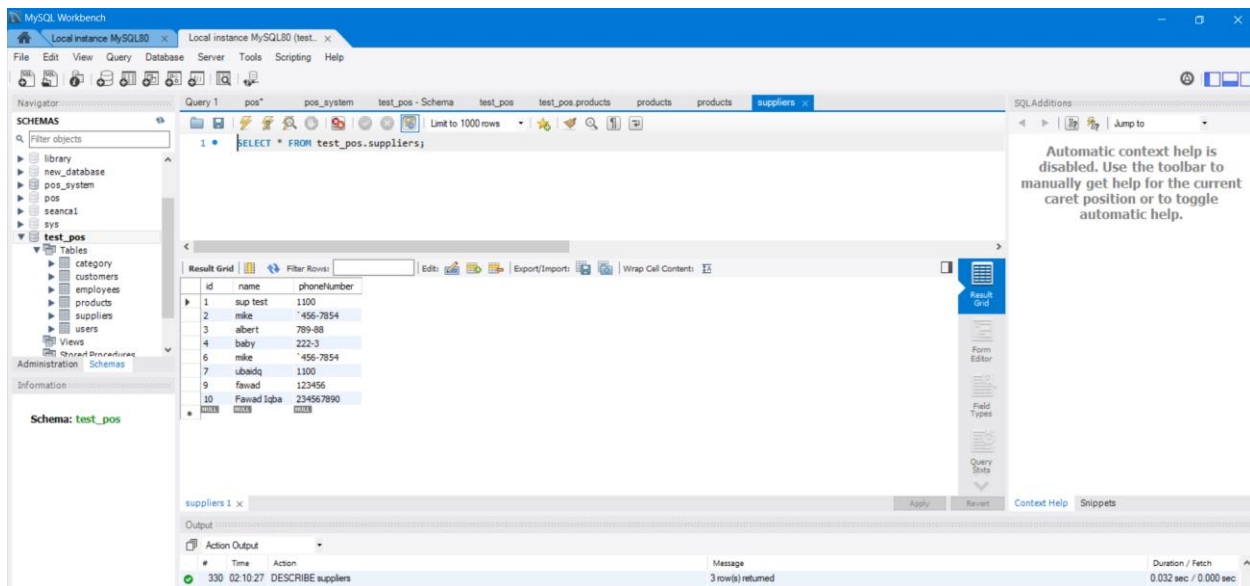 MySQL Workbench
Local instance MySQL80 × Local instance MySQL80 (test_ ×
File Edit View Query Database Server Tools Scripting Help
Navigator
SCHEMAS
Filter objects
library
new_database
pos_system
pos
seanca1
sys
test_pos
Tables
category
customers
employees
products
suppliers
users
Views
Stored Procedures
Administration Schemas
Information
Schema: test_pos
Query 1 pos* pos_system test_pos - Schema test_pos test_pos.products products products suppliers ×
Limit to 1000 rows
1 SELECT * FROM test_pos.suppliers;
Result Grid Filter Rows: Edit: Export/Import: Wrap Cell Content:
id name phoneNumber
1 sup test 1100
2 mike `456-7854
3 albert 789-88
4 baby 222-3
6 mike `456-7854
7 ubaidq 1100
9 fawad 123456
10 Fawad Iqba 234567890
NULL NULL NULL
Result Grid
Form Editor
Field Types
Query Stats
suppliers 1 × Apply Revert
Output
Action Output
# Time Action Message Duration / Fetch
330 02:10:27 DESCRIBE suppliers 3 row(s) returned 0.032 sec / 0.000 sec
SQLAdditions
Jump to
Automatic context help is
disabled. Use the toolbar to
manually get help for the current
caret position or to toggle
automatic help.
Context Help Snippets